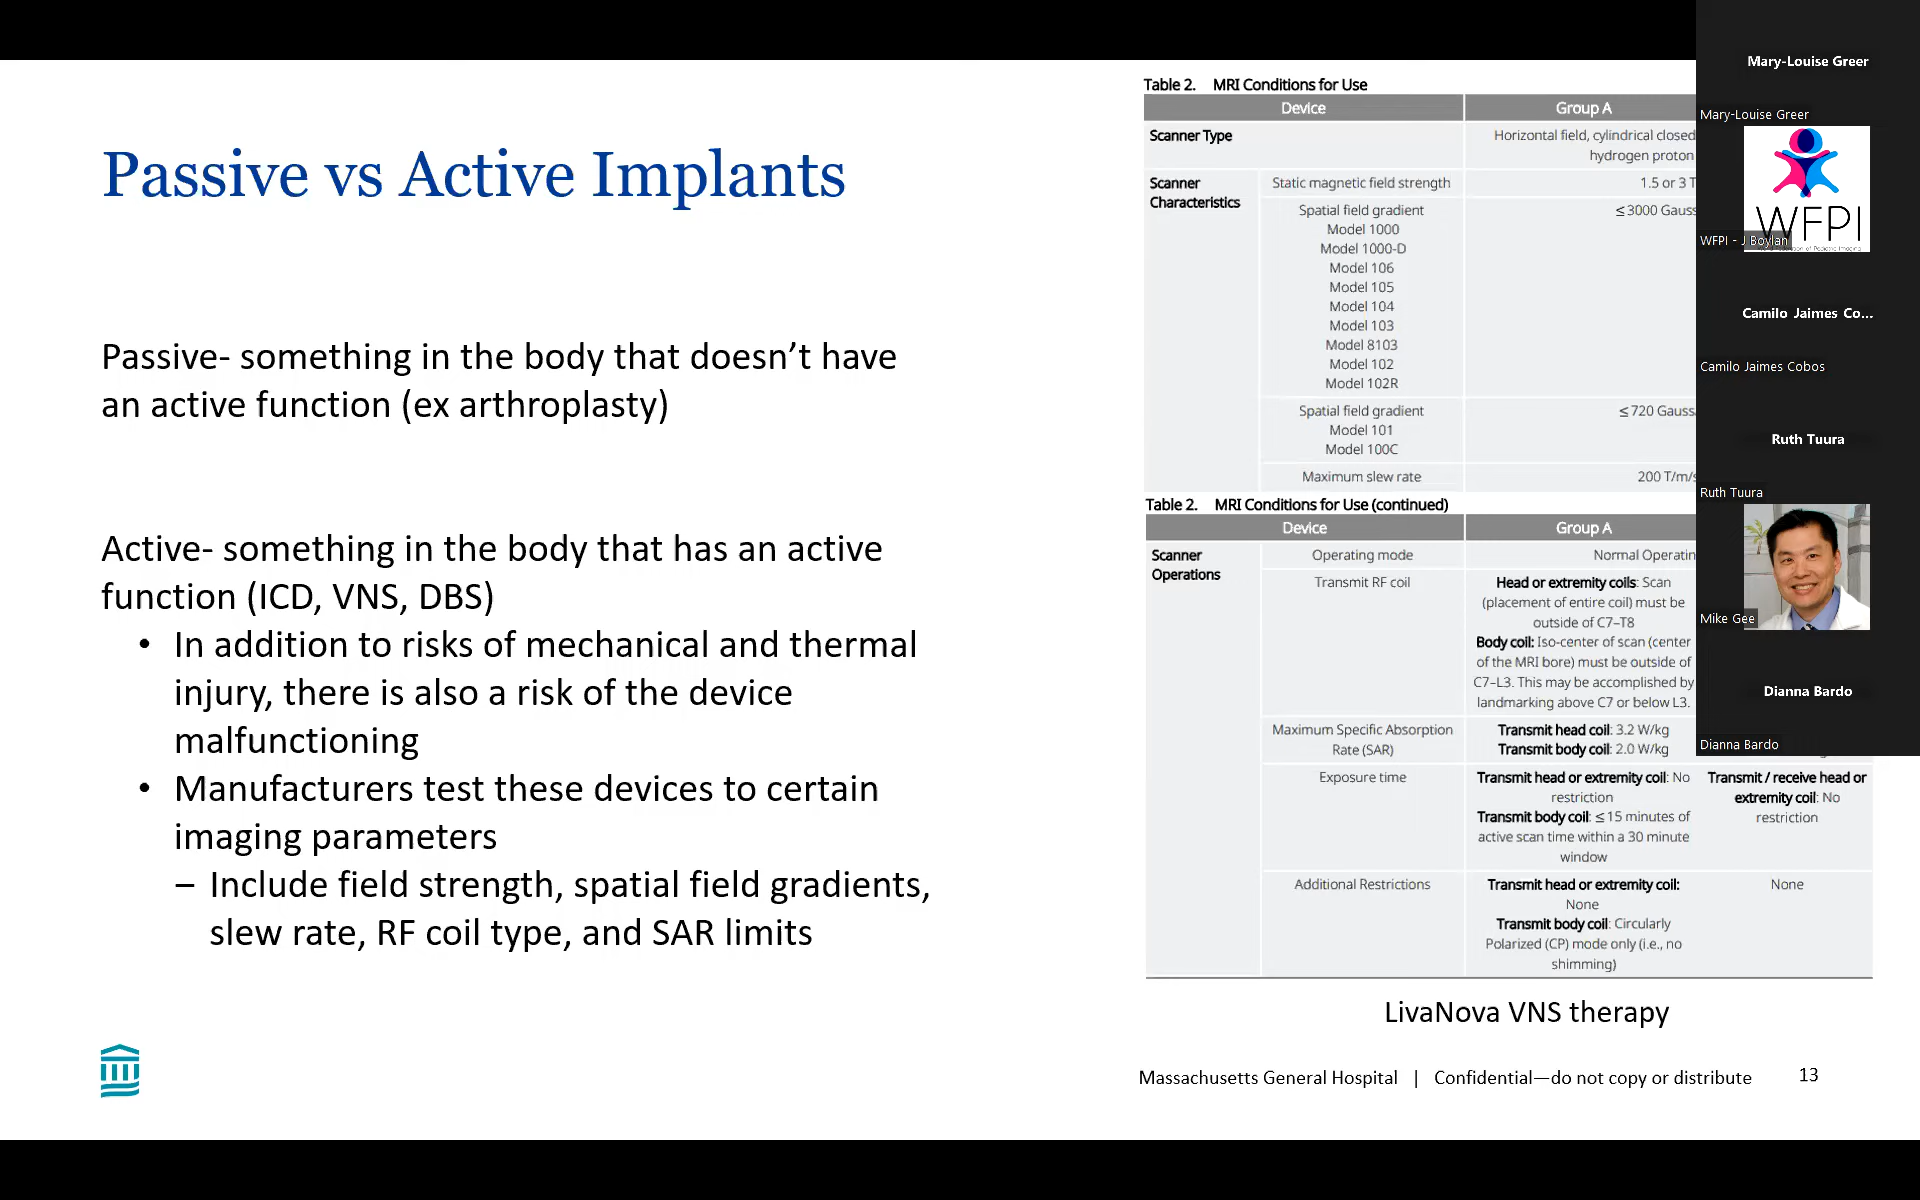 Passive vs Active Implants
Passive- something in the body that doesn’t have
an active function (ex arthroplasty)
Active- something in the body that has an active
function (ICD, VNS, DBS)
• In addition to risks of mechanical and thermal
injury, there is also a risk of the device
malfunctioning
• Manufacturers test these devices to certain
imaging parameters
– Include field strength, spatial field gradients,
slew rate, RF coil type, and SAR limits
Table 2. MRI Conditions for Use
Device Group A
Scanner Type Horizontal field, cylindrical closed
hydrogen proton
Scanner
Characteristics
Static magnetic field strength 1.5 or 3 T
Spatial field gradient ≤3000 Gauss
Model 1000
Model 1000-D
Model 106
Model 105
Model 104
Model 103
Model 8103
Model 102
Model 102R
Spatial field gradient ≤720 Gauss
Model 101
Model 100C
Maximum slew rate 200 T/m/s
Table 2. MRI Conditions for Use (continued)
Device Group A
Scanner
Operations
Operating mode Normal Operatin
Transmit RF coil
Head or extremity coils: Scan
(placement of entire coil) must be
outside of C7–T8
Body coil: Iso-center of scan (center
of the MRI bore) must be outside of
C7–L3. This may be accomplished by
landmarking above C7 or below L3.
Maximum Specific Absorption
Rate (SAR)
Transmit head coil: 3.2 W/kg
Transmit body coil: 2.0 W/kg
Exposure time
Transmit head or extremity coil: No
restriction
Transmit body coil: ≤15 minutes of
active scan time within a 30 minute
window
Transmit / receive head or
extremity coil: No
restriction
Additional Restrictions
Transmit head or extremity coil:
None
Transmit body coil: Circularly
Polarized (CP) mode only (i.e., no
shimming)
None
LivaNova VNS therapy
Massachusetts General Hospital | Confidential—do not copy or distribute 13
Mary-Louise Greer
Mary-Louise Greer
WFPI
WFPI - J Boylan
Camilo Jaimes Co...
Camilo Jaimes Cobos
Ruth Tuura
Ruth Tuura
Mike Gee
Dianna Bardo
Dianna Bardo